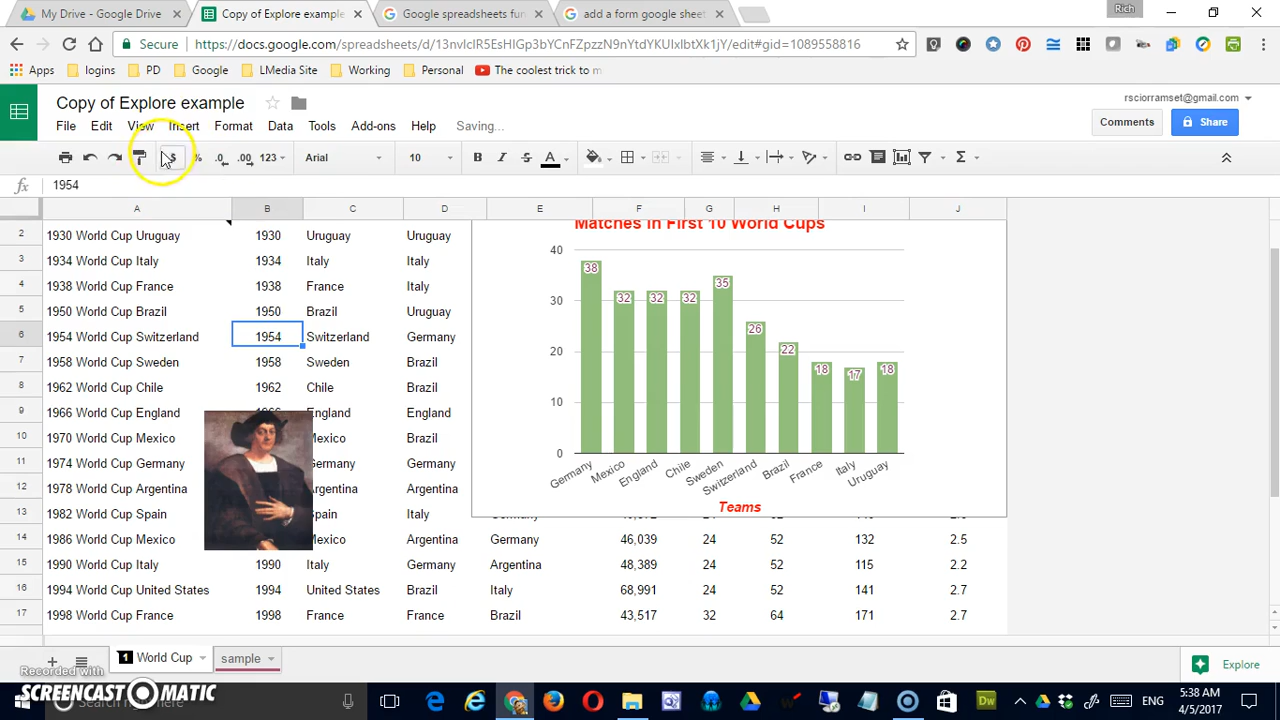 My Drive - Google Drive
Copy of Explore example
Google spreadsheets fun
add a form google sheet
Rich
Secure
https://docs.google.com/spreadsheets/d/13nvIcIR5EsHIGp3bYCnFZpzzN9nYtdYKUIxIbtXk1jY/edit#gid=1089558816
Apps
logins
PD
Google
LMedia Site
Working
Personal
The coolest trick to m
Copy of Explore example
rsciorramset@gmail.com
File Edit View Insert Format Data Tools Add-ons Help Saving...
Comments
Share
$ % .0 .00 123 Arial 10 B I S A Σ
fx 1954
A B C D E F G H I J
2 1930 World Cup Uruguay 1930 Uruguay Uruguay
3 1934 World Cup Italy 1934 Italy Italy
4 1938 World Cup France 1938 France Italy
5 1950 World Cup Brazil 1950 Brazil Uruguay
6 1954 World Cup Switzerland 1954 Switzerland Germany
7 1958 World Cup Sweden 1958 Sweden Brazil
8 1962 World Cup Chile 1962 Chile Brazil
9 1966 World Cup England 1966 England England
10 1970 World Cup Mexico Mexico Brazil
11 1974 World Cup Germany Germany Germany
12 1978 World Cup Argentina Argentina Argentina
13 1982 World Cup Spain Spain Italy
14 1986 World Cup Mexico Mexico Argentina Germany 46,039 24 52 132 2.5
15 1990 World Cup Italy 1990 Italy Germany Argentina 48,389 24 52 115 2.2
16 1994 World Cup United States 1994 United States Brazil Italy 68,991 24 52 141 2.7
17 1998 World Cup France 1998 France France Brazil 43,517 32 64 171 2.7
Matches in First 10 World Cups
40
30
20
10
0
38 32 32 32 35 26 22 18 17 18
Germany Mexico England Chile Sweden Switzerland Brazil France Italy Uruguay
Teams
1 World Cup
sample
Explore
Recorded with
SCREENCAST MATIC
Search
ENG
5:38 AM
4/5/2017